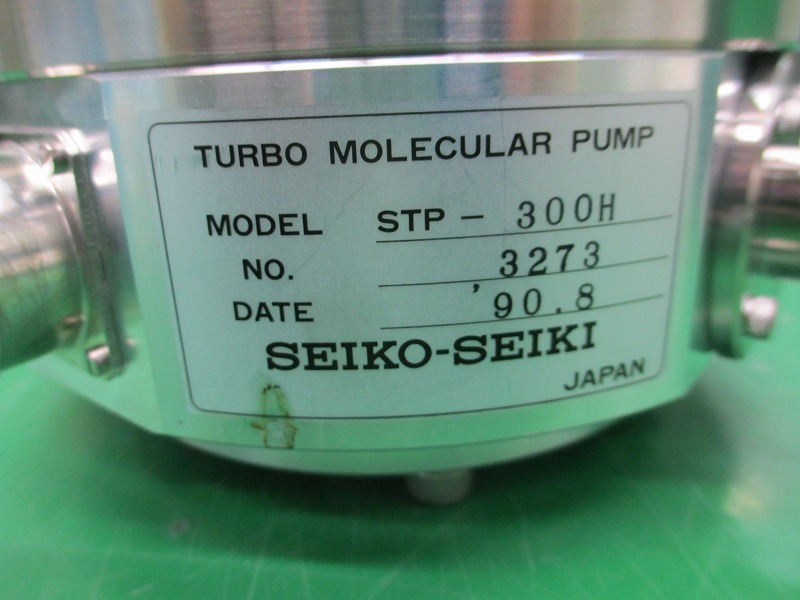 TURBO MOLECULAR PUMP
MODEL STP - 300H
NO. 3273
DATE '90.8
SEIKO-SEIKI
JAPAN